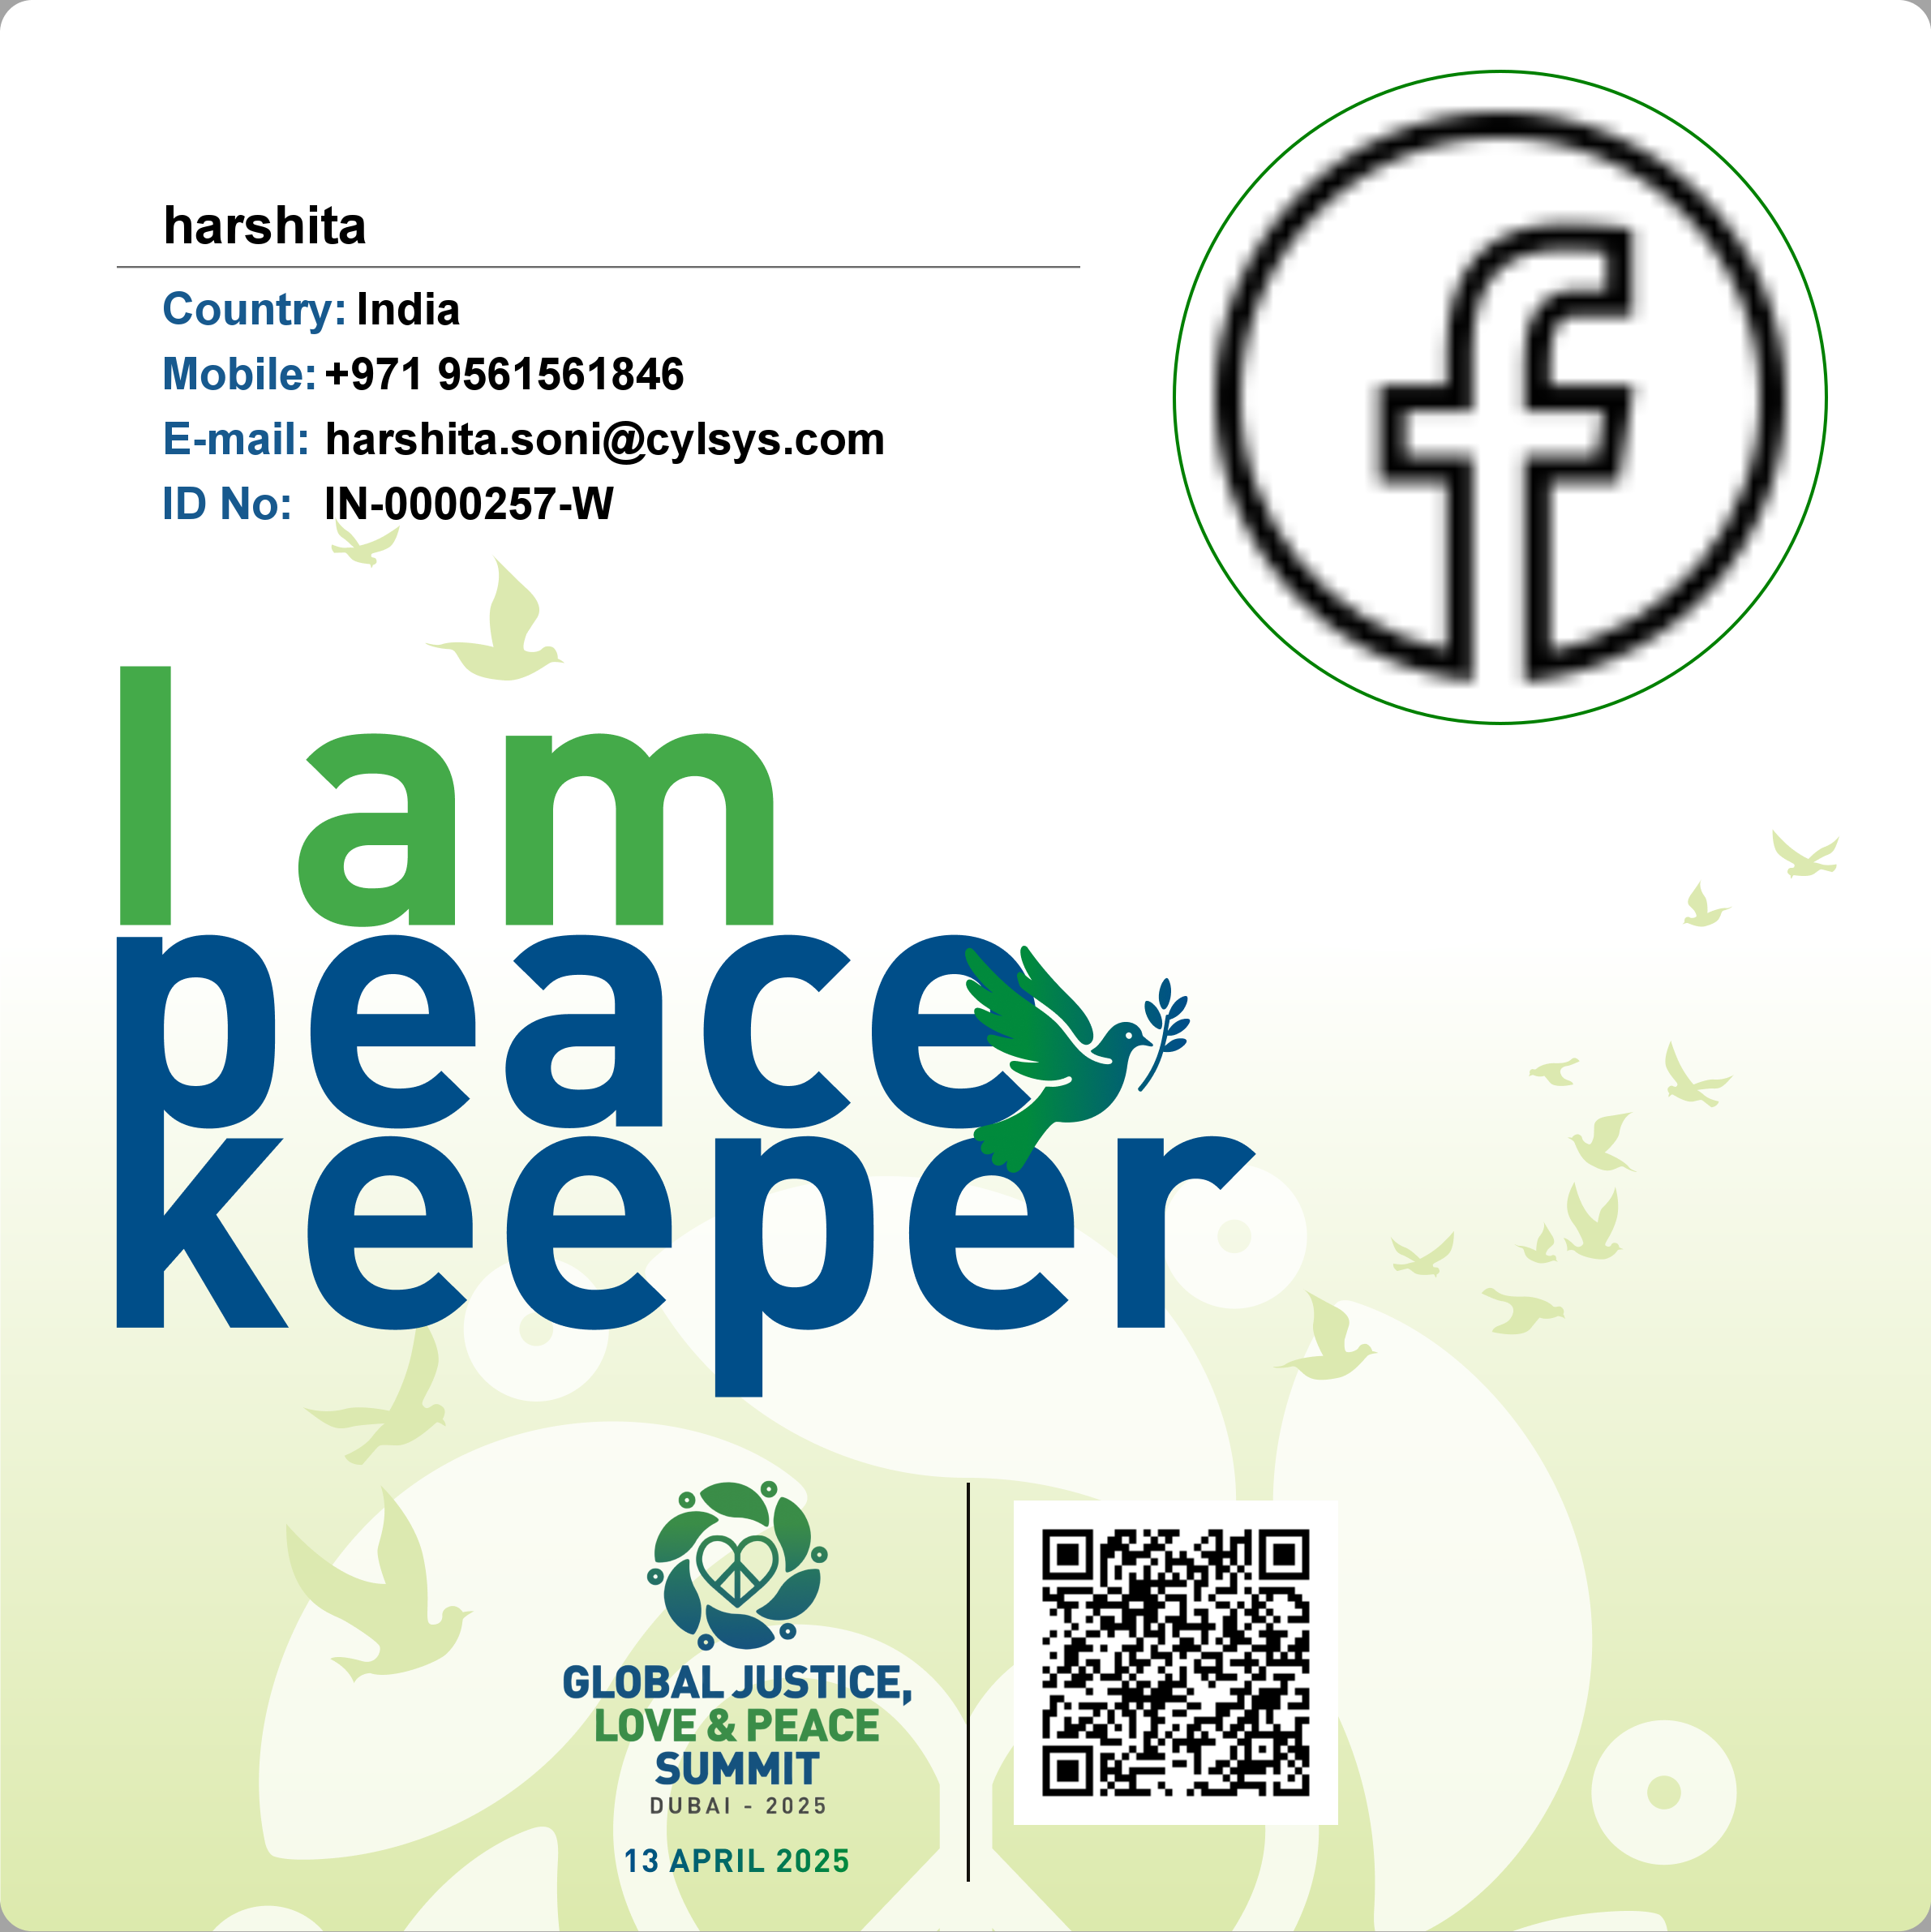 harshita
Country: India
Mobile: +971 9561561846
E-mail: harshita.soni@cylsys.com
ID No: IN-0000257-W
I am
peace
keeper
GLOBAL JUSTICE,
LOVE & PEACE
SUMMIT
DUBAI - 2025
13 APRIL 2025